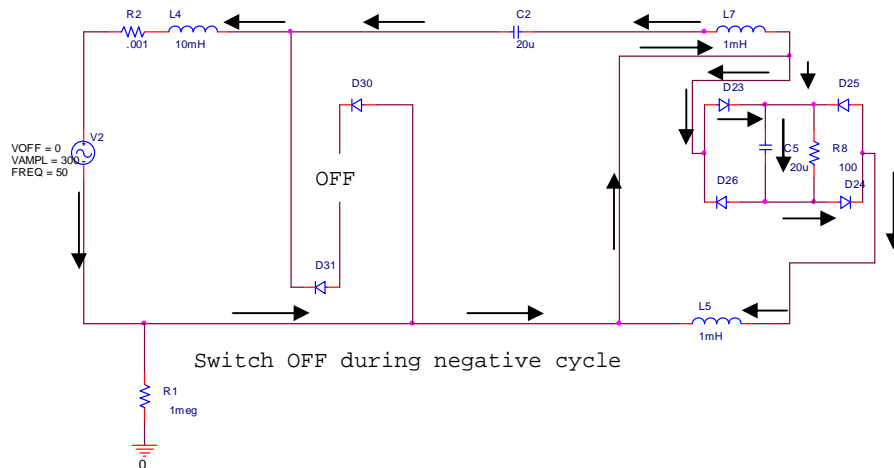 R2
L4
C2
L7
.001
10mH
20u
1mH
D30
D23
D25
V2
VOFF = 0
VAMPL = 300
FREQ = 50
OFF
C5
R8
20u
100
D26
D24
D31
L5
1mH
Switch OFF during negative cycle
R1
1meg
0